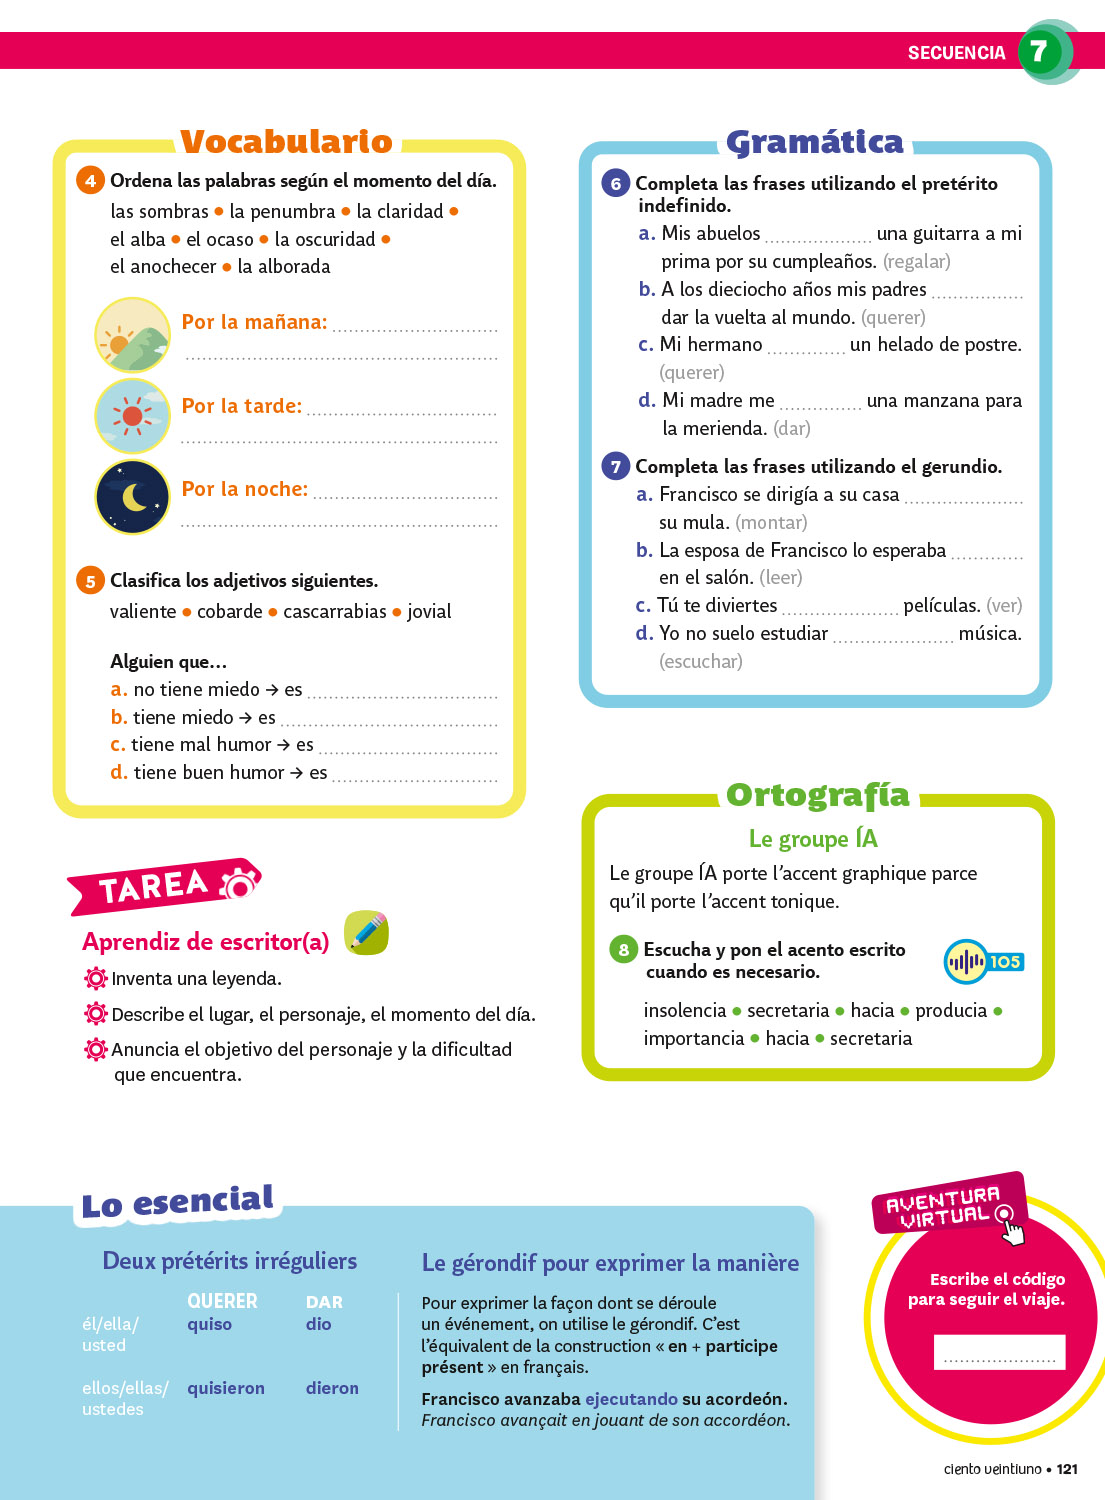 SECUENCIA 7
Vocabulario
4 Ordena las palabras según el momento del día.
las sombras • la penumbra • la claridad •
el alba • el ocaso • la oscuridad •
el anochecer • la alborada
Por la mañana: ..............................
..............................
Por la tarde: ..............................
..............................
Por la noche: ..............................
..............................
5 Clasifica los adjetivos siguientes.
valiente • cobarde • cascarrabias • jovial
Alguien que...
a. no tiene miedo → es ..............................
b. tiene miedo → es ..............................
c. tiene mal humor → es ..............................
d. tiene buen humor → es ..............................
TAREA
Aprendiz de escritor(a)
Inventa una leyenda.
Describe el lugar, el personaje, el momento del día.
Anuncia el objetivo del personaje y la dificultad
que encuentra.
Gramática
6 Completa las frases utilizando el pretérito
indefinido.
a. Mis abuelos .................... una guitarra a mi
prima por su cumpleaños. (regalar)
b. A los dieciocho años mis padres .................
dar la vuelta al mundo. (querer)
c. Mi hermano .............. un helado de postre.
(querer)
d. Mi madre me ............... una manzana para
la merienda. (dar)
7 Completa las frases utilizando el gerundio.
a. Francisco se dirigía a su casa ......................
su mula. (montar)
b. La esposa de Francisco lo esperaba .............
en el salón. (leer)
c. Tú te diviertes ..................... películas. (ver)
d. Yo no suelo estudiar ...................... música.
(escuchar)
Ortografía
Le groupe ÍA
Le groupe ÍA porte l'accent graphique parce
qu'il porte l'accent tonique.
8 Escucha y pon el acento escrito
cuando es necesario.
105
insolencia • secretaria • hacia • producia •
importancia • hacia • secretaria
Lo esencial
Deux prétérits irréguliers
QUERER DAR
él/ella/ quiso dio
usted
ellos/ellas/ quisieron dieron
ustedes
Le gérondif pour exprimer la manière
Pour exprimer la façon dont se déroule
un événement, on utilise le gérondif. C'est
l'équivalent de la construction « en + participe
présent » en français.
Francisco avanzaba ejecutando su acordeón.
Francisco avançait en jouant de son accordéon.
AVENTURA
VIRTUAL
Escribe el código
para seguir el viaje.
.....................
ciento veintiuno • 121